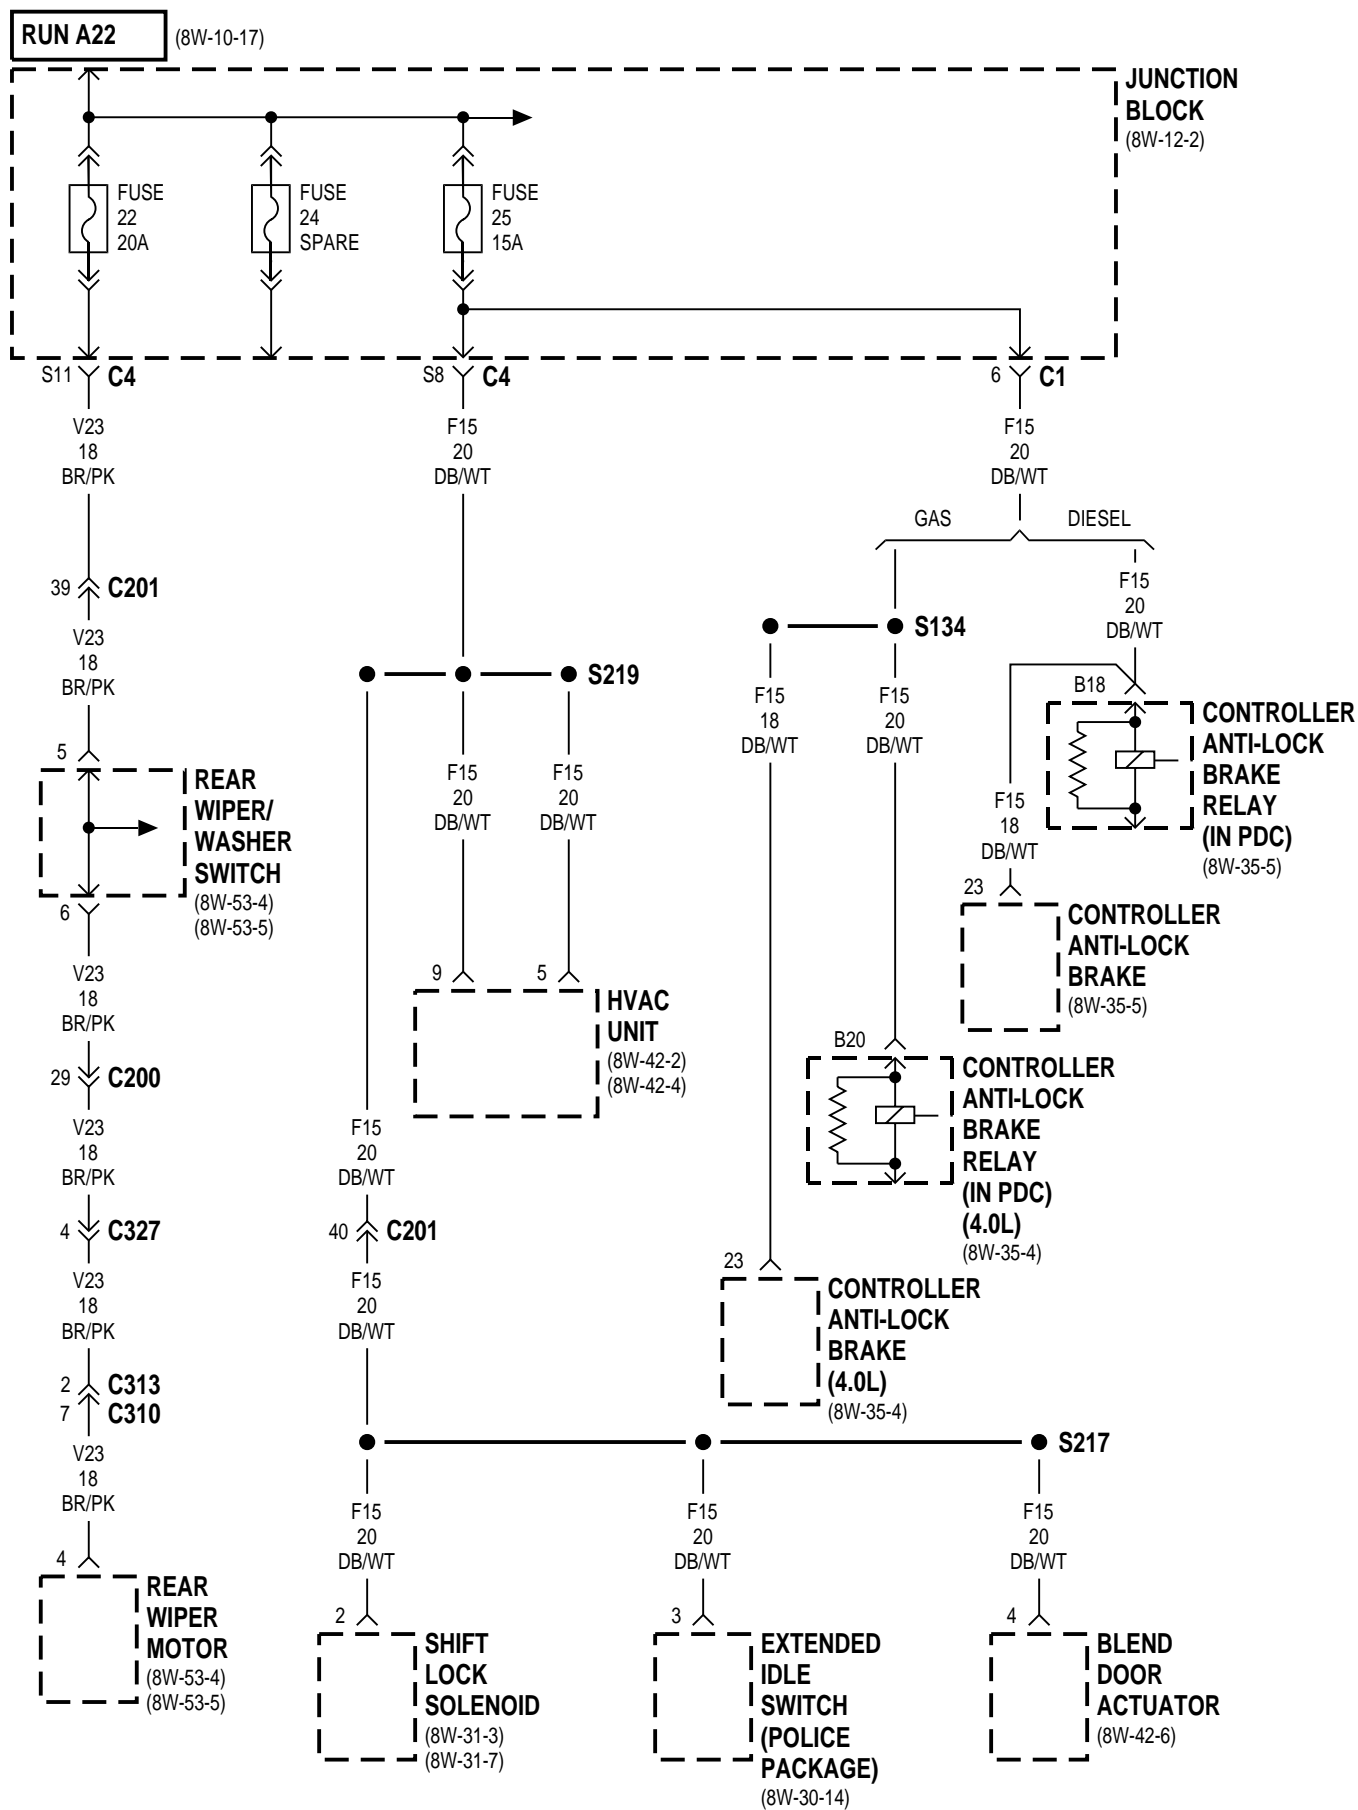 RUN A22
(8W-10-17)
JUNCTION
BLOCK
(8W-12-2)
FUSE
22
20A
FUSE
24
SPARE
FUSE
25
15A
S11
C4
S8
C4
6
C1
V23
18
BR/PK
F15
20
DB/WT
F15
20
DB/WT
GAS
DIESEL
39
C201
F15
20
DB/WT
S134
V23
18
BR/PK
S219
F15
18
DB/WT
F15
20
DB/WT
B18
CONTROLLER
ANTI-LOCK
BRAKE
RELAY
(IN PDC)
(8W-35-5)
5
REAR
WIPER/
WASHER
SWITCH
(8W-53-4)
(8W-53-5)
6
F15
20
DB/WT
F15
20
DB/WT
F15
18
DB/WT
23
CONTROLLER
ANTI-LOCK
BRAKE
(8W-35-5)
V23
18
BR/PK
9
5
HVAC
UNIT
(8W-42-2)
(8W-42-4)
B20
CONTROLLER
ANTI-LOCK
BRAKE
RELAY
(IN PDC)
(4.0L)
(8W-35-4)
29
C200
V23
18
BR/PK
F15
20
DB/WT
4
C327
40
C201
23
CONTROLLER
ANTI-LOCK
BRAKE
(4.0L)
(8W-35-4)
V23
18
BR/PK
F15
20
DB/WT
2
C313
7
C310
S217
V23
18
BR/PK
F15
20
DB/WT
F15
20
DB/WT
F15
20
DB/WT
4
REAR
WIPER
MOTOR
(8W-53-4)
(8W-53-5)
2
SHIFT
LOCK
SOLENOID
(8W-31-3)
(8W-31-7)
3
EXTENDED
IDLE
SWITCH
(POLICE
PACKAGE)
(8W-30-14)
4
BLEND
DOOR
ACTUATOR
(8W-42-6)